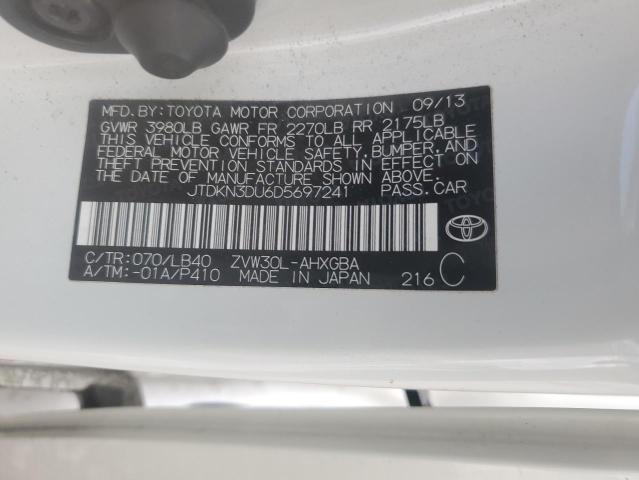 MFD.BY:TOYOTA MOTOR CORPORATION 09/13
GVWR 3980LB GAWR FR 2270LB RR 2175LB
THIS VEHICLE CONFORMS TO ALL APPLICABLE
FEDERAL MOTOR VEHICLE SAFETY, BUMPER, AND
THEFT PREVENTION STANDARDS IN EFFECT ON
THE DATE OF MANUFACTURE SHOWN ABOVE.
JTDKN3DU6D5697241 PASS.CAR
C/TR:070/LB40 ZVW30L-AHXGBA
A/TM:-01A/P410 MADE IN JAPAN 216 C